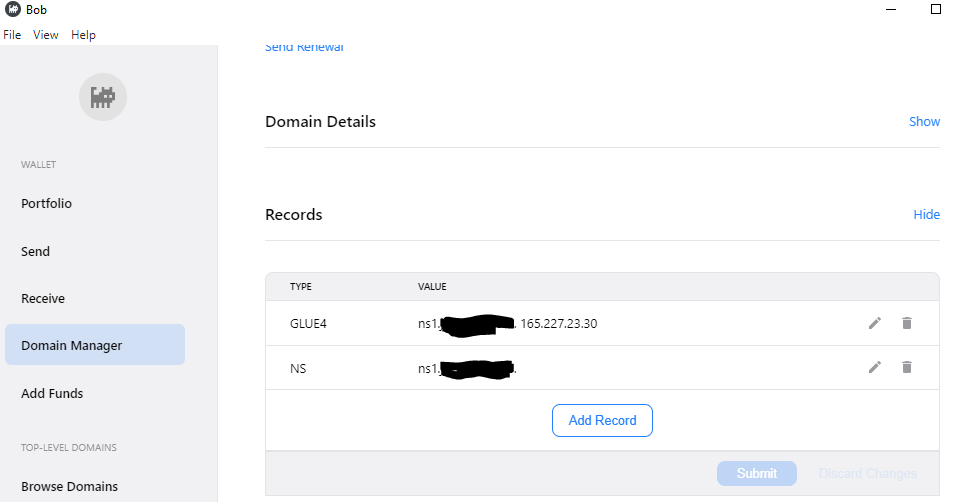 Bob
File View Help
Send Renewal
Domain Details Show
WALLET
Portfolio
Records Hide
Send
TYPE VALUE
Receive
GLUE4 ns1. . 165.227.23.30
Domain Manager
NS ns1. .
Add Funds
Add Record
TOP-LEVEL DOMAINS
Submit Discard Changes
Browse Domains